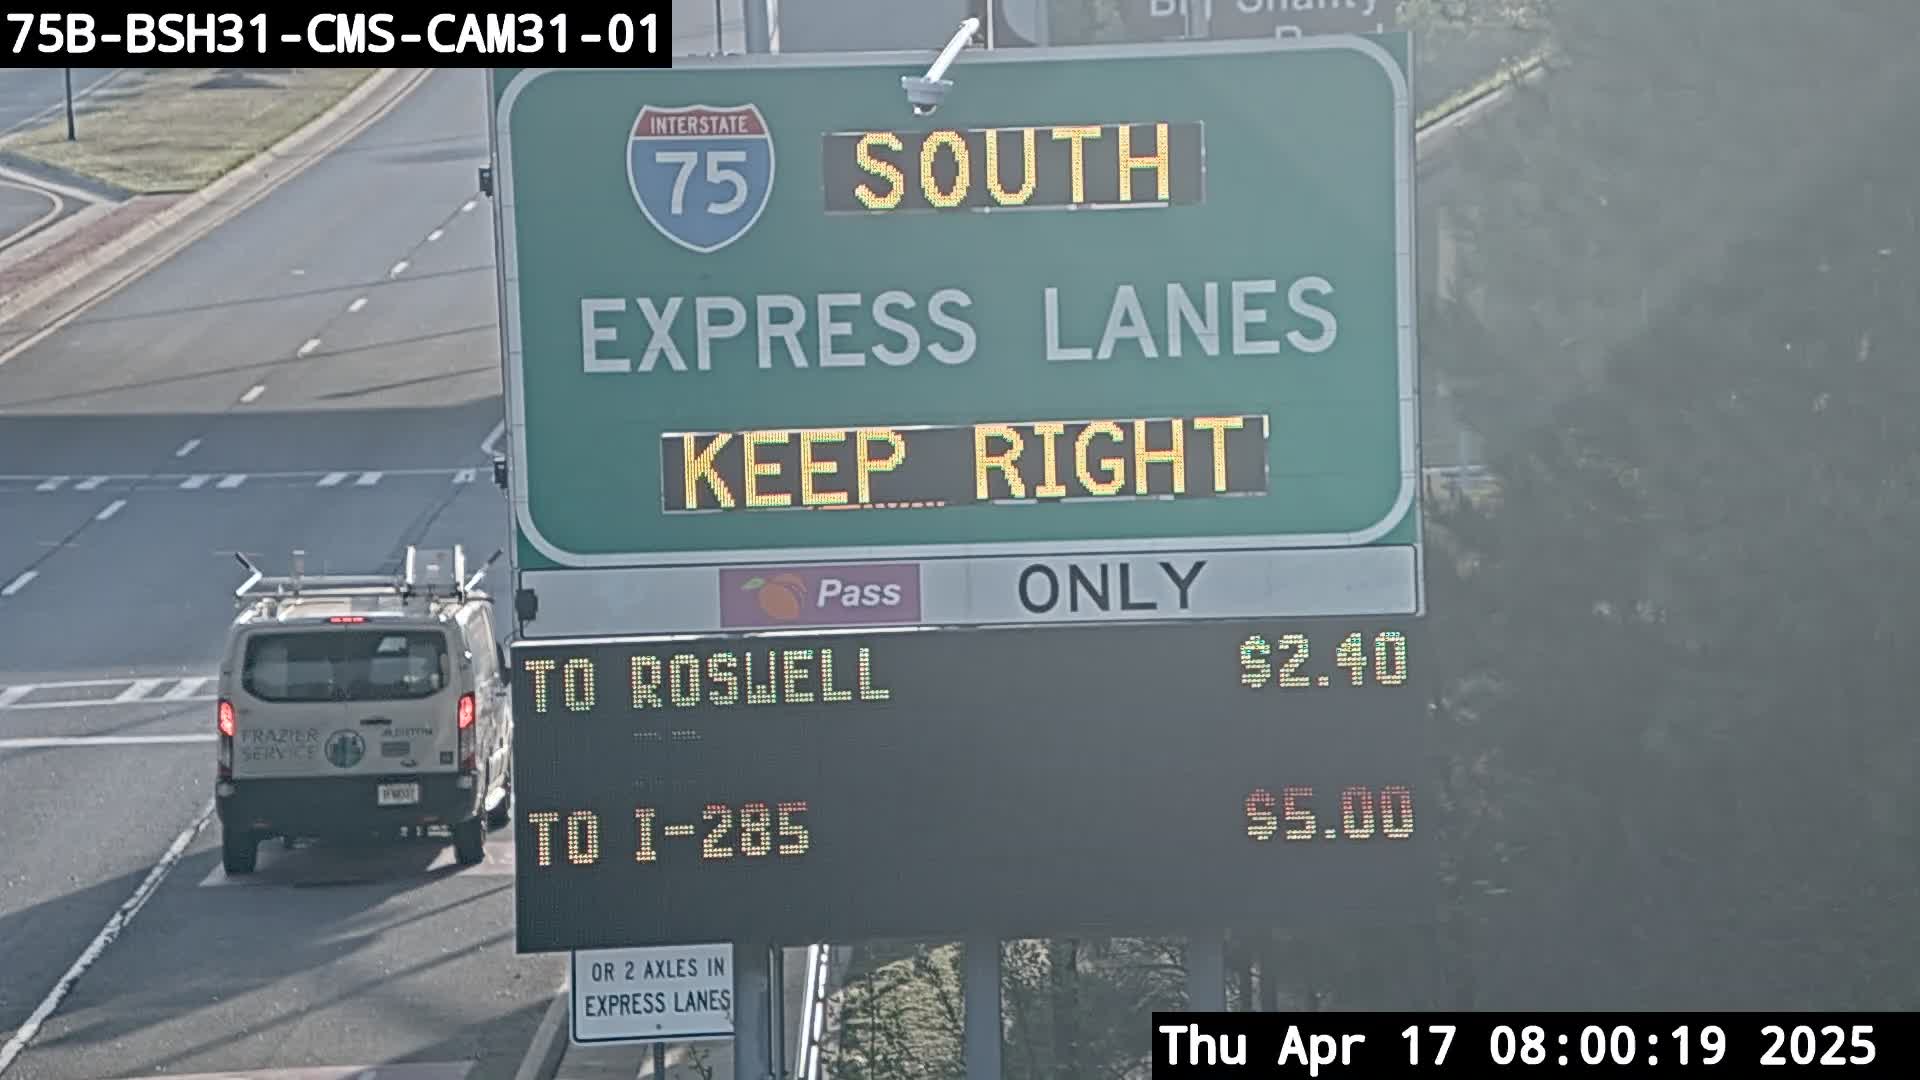 75B-BSH31-CMS-CAM31-01
Shanty
INTERSTATE
75
SOUTH
EXPRESS LANES
KEEP RIGHT
Pass ONLY
TO ROSWELL $2.40
TO I-285 $5.00
FRAZIER
SERVICE
OR 2 AXLES IN
EXPRESS LANES
Thu Apr 17 08:00:19 2025